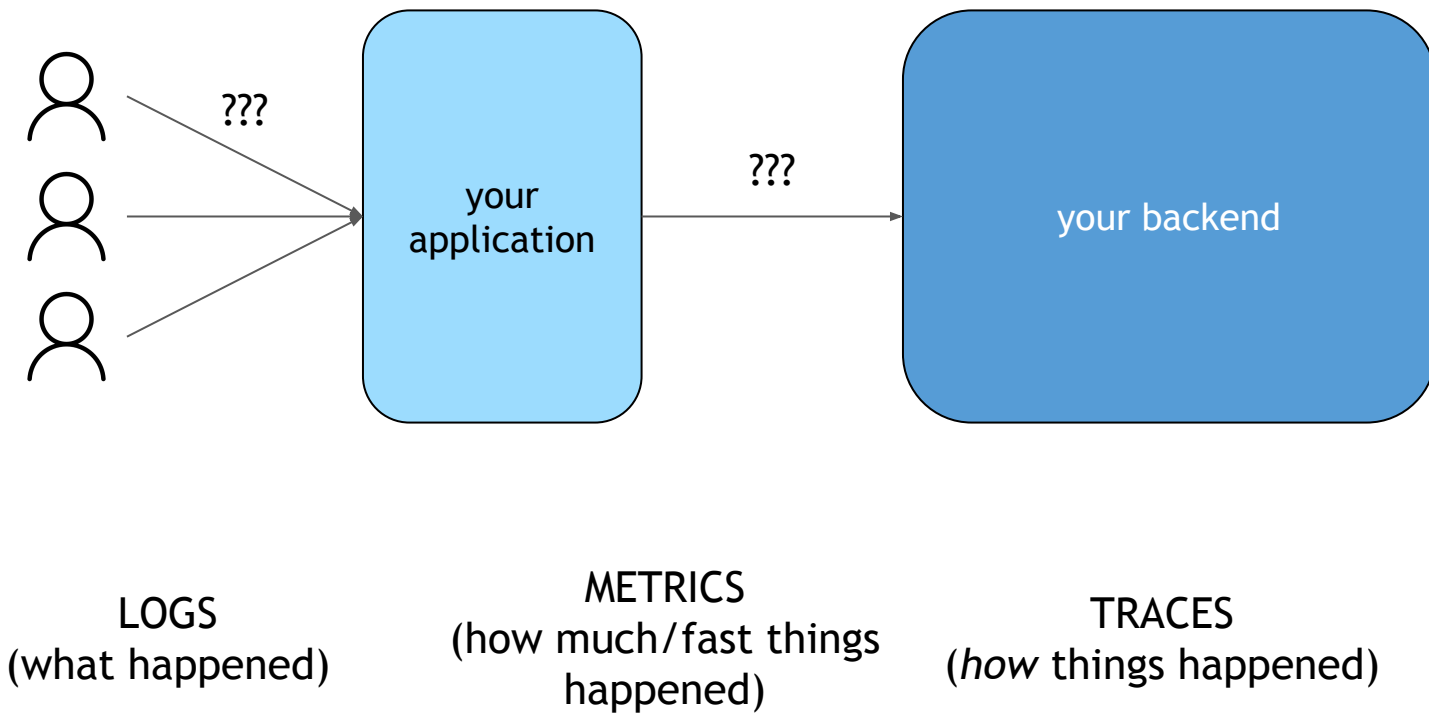 ???
your
application
???
your backend
LOGS
(what happened)
METRICS
(how much/fast things
happened)
TRACES
(how things happened)